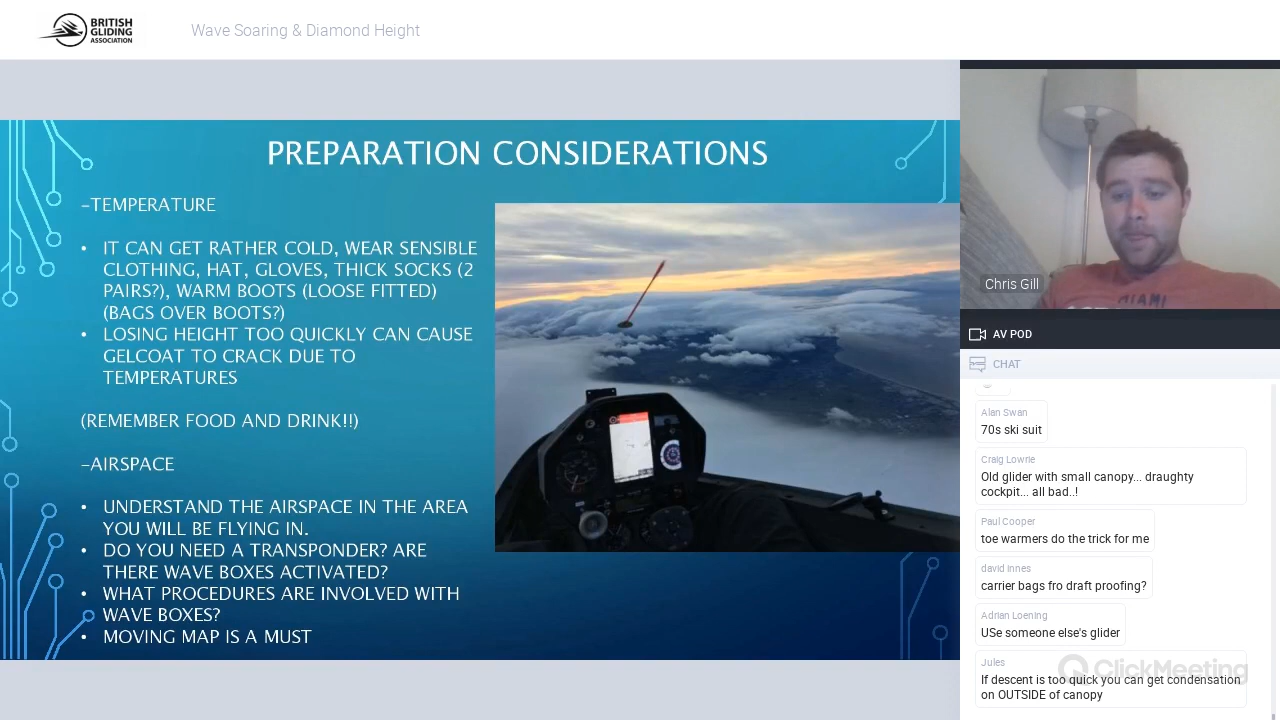 BRITISH
GLIDING
ASSOCIATION
Wave Soaring & Diamond Height
PREPARATION CONSIDERATIONS
–TEMPERATURE
• IT CAN GET RATHER COLD, WEAR SENSIBLE
CLOTHING, HAT, GLOVES, THICK SOCKS (2
PAIRS?), WARM BOOTS (LOOSE FITTED)
(BAGS OVER BOOTS?)
• LOSING HEIGHT TOO QUICKLY CAN CAUSE
GELCOAT TO CRACK DUE TO
TEMPERATURES
(REMEMBER FOOD AND DRINK!!)
–AIRSPACE
• UNDERSTAND THE AIRSPACE IN THE AREA
YOU WILL BE FLYING IN.
• DO YOU NEED A TRANSPONDER? ARE
THERE WAVE BOXES ACTIVATED?
• WHAT PROCEDURES ARE INVOLVED WITH
WAVE BOXES?
• MOVING MAP IS A MUST
MIAMI
Chris Gill
AV POD
CHAT
Alan Swan
70s ski suit
Craig Lowrie
Old glider with small canopy... draughty
cockpit... all bad..!
Paul Cooper
toe warmers do the trick for me
david innes
carrier bags fro draft proofing?
Adrian Loening
USe someone else's glider
Jules
If descent is too quick you can get condensation
on OUTSIDE of canopy
ClickMeeting